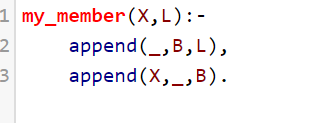 1 my_member(X,L):-
2     append(_,B,L),
3     append(X,_,B).